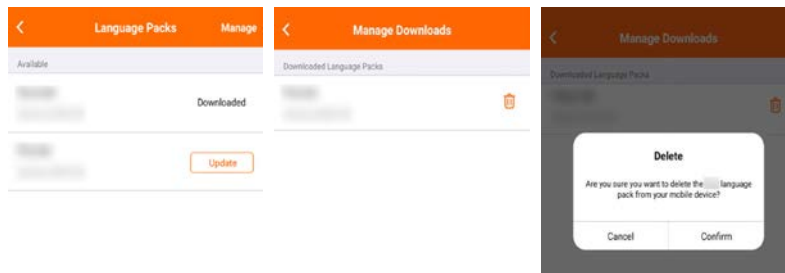 Language Packs
Manage
Available
Downloaded
Update
Manage Downloads
Downloaded Language Packs
Manage Downloads
Downloaded Language Packs
Delete
Are you sure you want to delete the language
pack from your mobile device?
Cancel
Confirm